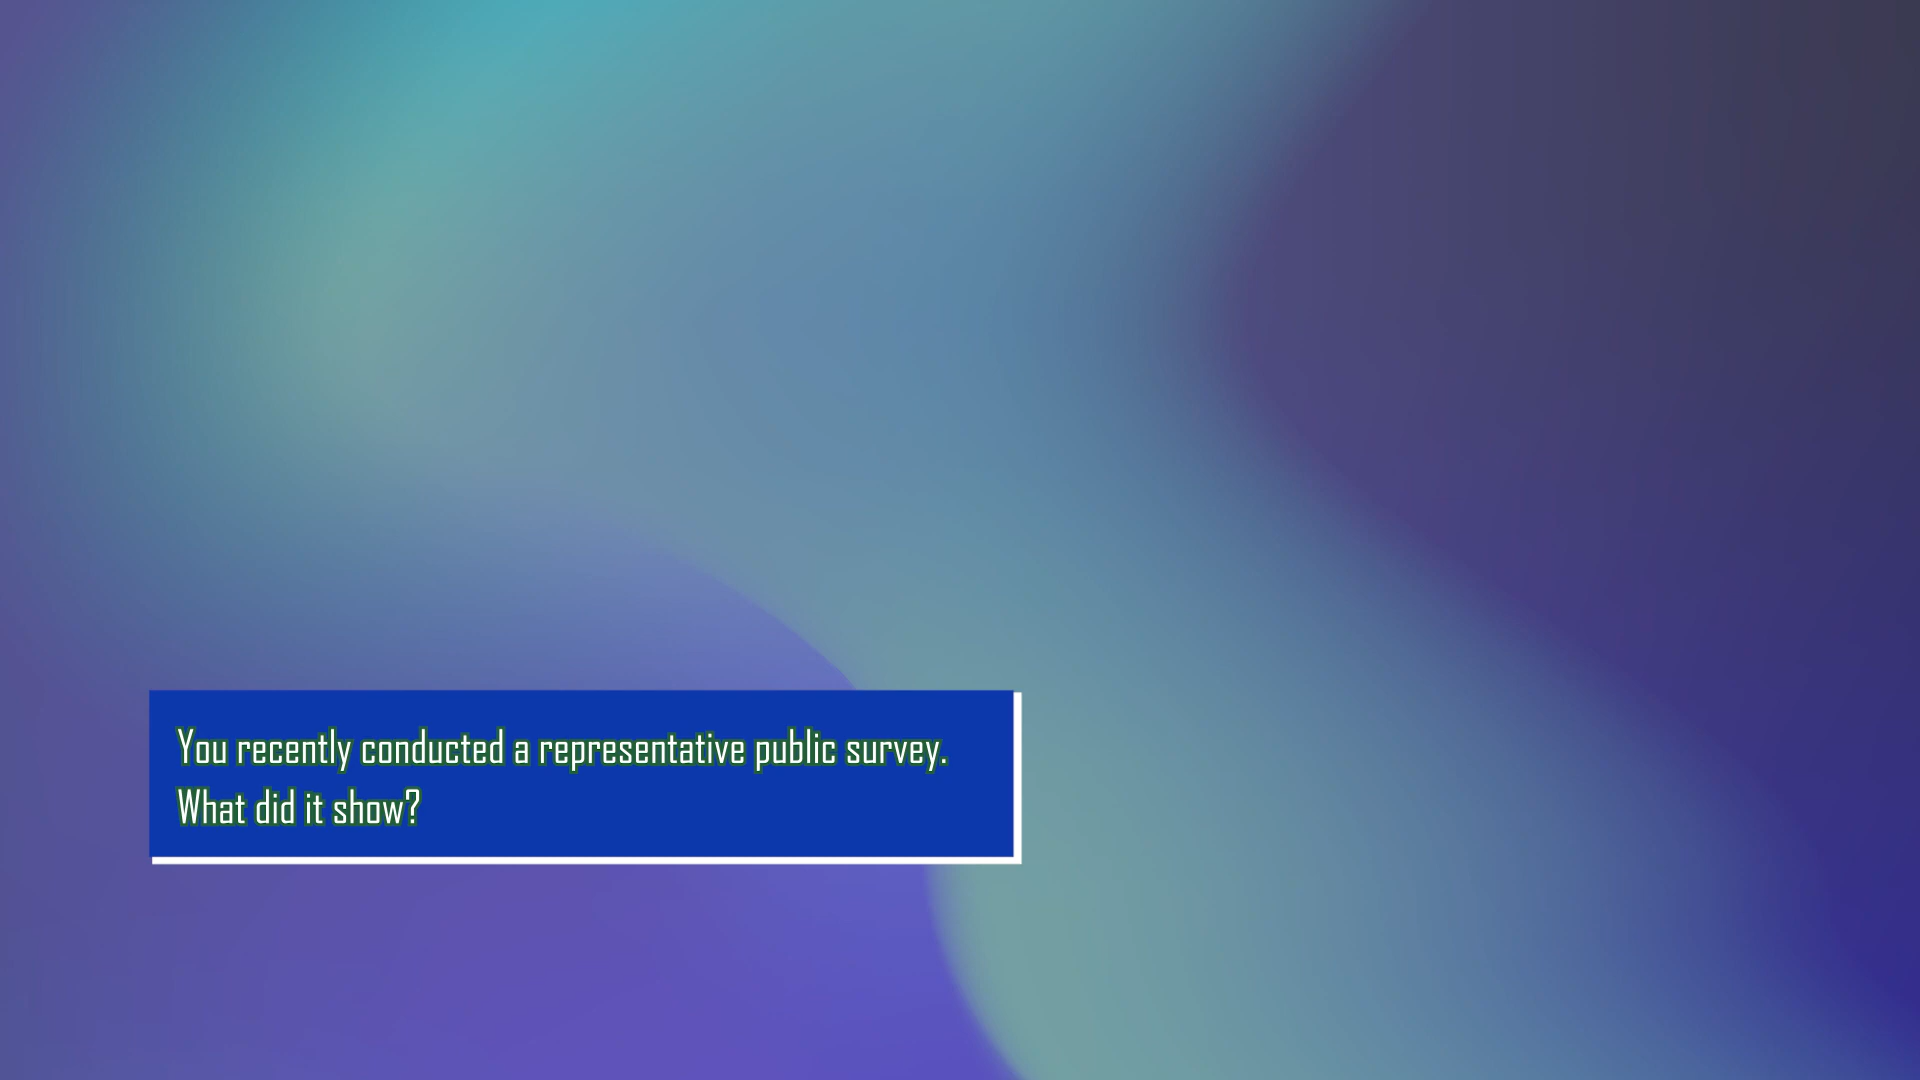 You recently conducted a representative public survey.
What did it show?